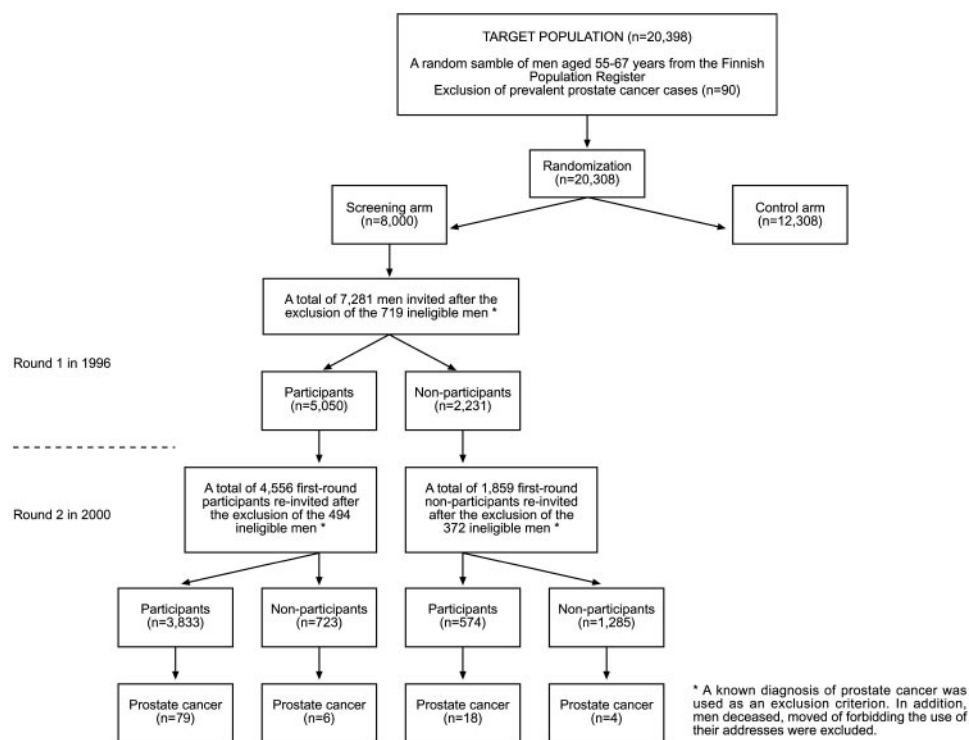 TARGET POPULATION (n=20,398)
A random samble of men aged 55-67 years from the Finnish
Population Register
Exclusion of prevalent prostate cancer cases (n=90)
Randomization
(n=20,308)
Screening arm
(n=8,000)
Control arm
(n=12,308)
A total of 7,281 men invited after the
exclusion of the 719 ineligible men *
Round 1 in 1996
Participants
(n=5,050)
Non-participants
(n=2,231)
Round 2 in 2000
A total of 4,556 first-round
participants re-invited after
the exclusion of the 494
ineligible men *
A total of 1,859 first-round
non-participants re-invited
after the exclusion of the
372 ineligible men *
Participants
(n=3,833)
Non-participants
(n=723)
Participants
(n=574)
Non-participants
(n=1,285)
Prostate cancer
(n=79)
Prostate cancer
(n=6)
Prostate cancer
(n=18)
Prostate cancer
(n=4)
* A known diagnosis of prostate cancer was
used as an exclusion criterion. In addition,
men deceased, moved of forbidding the use of
their addresses were excluded.